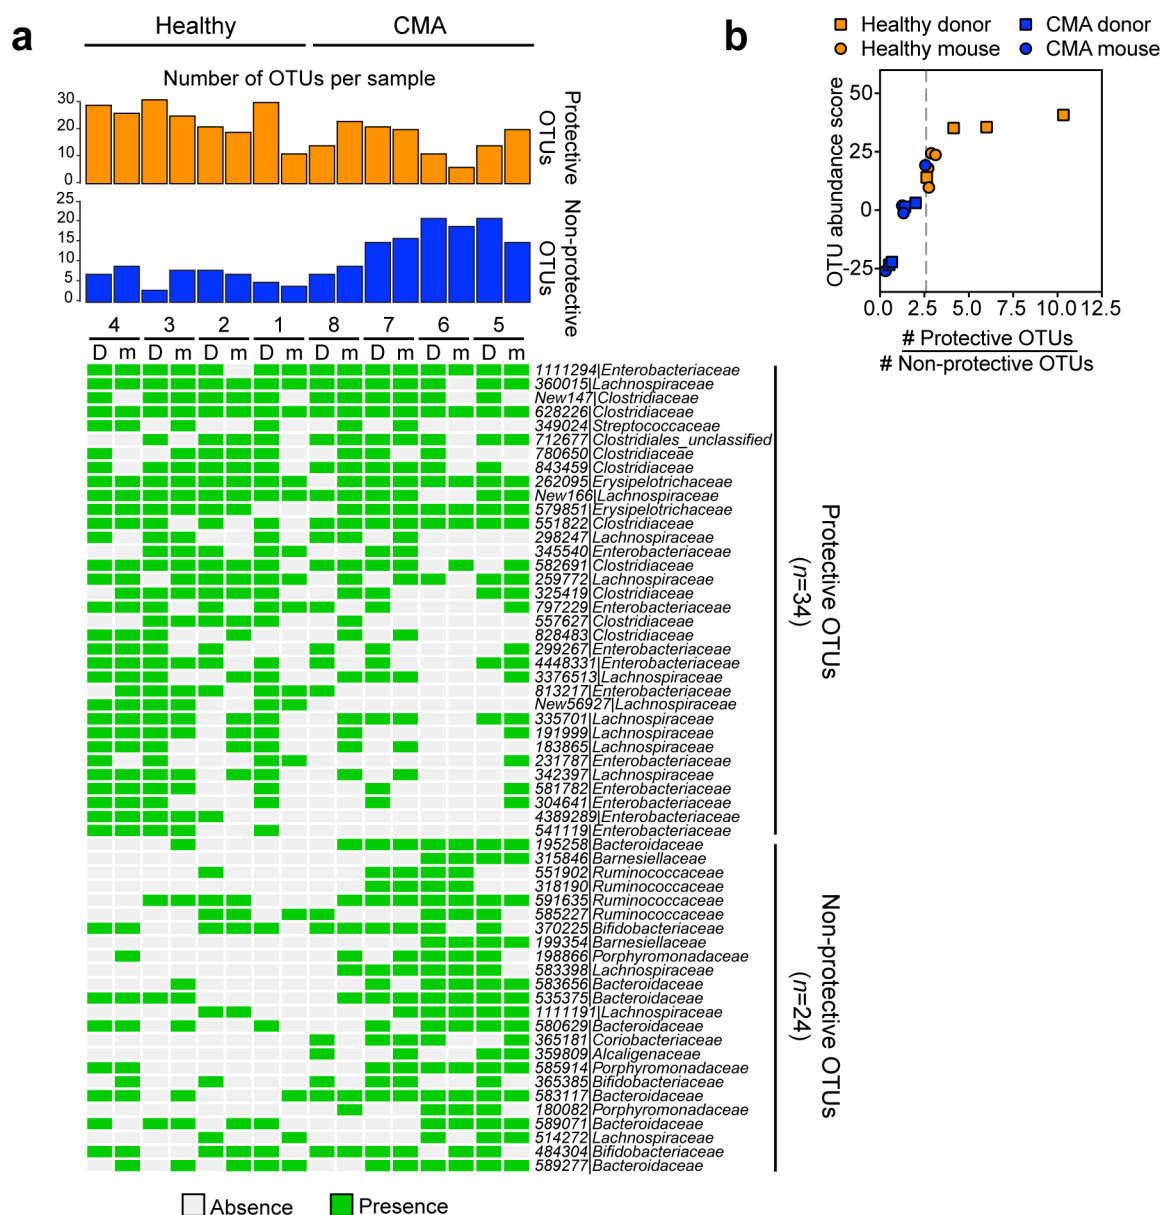 a
Healthy
CMA
Number of OTUs per sample
30
20
10
0
Protective
OTUs
25
20
15
10
5
0
Non-protective
OTUs
4 3 2 1 8 7 6 5
D m D m D m D m D m D m D m D m
1111294|Enterobacteriaceae
360015|Lachnospiraceae
New147|Clostridiaceae
628226|Clostridiaceae
349024|Streptococcaceae
712677|Clostridiales_unclassified
780650|Clostridiaceae
843459|Clostridiaceae
262095|Erysipelotrichaceae
New166|Lachnospiraceae
579851|Erysipelotrichaceae
551822|Clostridiaceae
298247|Lachnospiraceae
345540|Enterobacteriaceae
582691|Clostridiaceae
259772|Lachnospiraceae
325419|Clostridiaceae
797229|Enterobacteriaceae
557627|Clostridiaceae
828483|Clostridiaceae
299267|Enterobacteriaceae
4448331|Enterobacteriaceae
3376513|Lachnospiraceae
813217|Enterobacteriaceae
New56927|Lachnospiraceae
335701|Lachnospiraceae
191999|Lachnospiraceae
183865|Lachnospiraceae
231787|Enterobacteriaceae
342397|Lachnospiraceae
581782|Enterobacteriaceae
304641|Enterobacteriaceae
4389289|Enterobacteriaceae
541119|Enterobacteriaceae
195258|Bacteroidaceae
315846|Barnesiellaceae
551902|Ruminococcaceae
318190|Ruminococcaceae
591635|Ruminococcaceae
585227|Ruminococcaceae
370225|Bifidobacteriaceae
199354|Barnesiellaceae
198866|Porphyromonadaceae
583398|Lachnospiraceae
583656|Bacteroidaceae
535375|Bacteroidaceae
1111191|Lachnospiraceae
580629|Bacteroidaceae
365181|Coriobacteriaceae
359809|Alcaligenaceae
585914|Porphyromonadaceae
365385|Bifidobacteriaceae
583117|Bacteroidaceae
180082|Porphyromonadaceae
589071|Bacteroidaceae
514272|Lachnospiraceae
484304|Bifidobacteriaceae
589277|Bacteroidaceae
Protective OTUs
(n=34)
Non-protective OTUs
(n=24)
Absence
Presence
b
Healthy donor
CMA donor
Healthy mouse
CMA mouse
OTU abundance score
50
25
0
-25
0.0 2.5 5.0 7.5 10.0 12.5
# Protective OTUs
# Non-protective OTUs